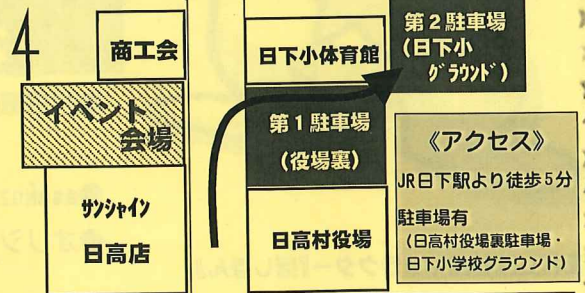 4
商工会
イベント
会場
サンシャイン
日高店
日下小体育館
第1駐車場
(役場裏)
日高村役場
第2駐車場
(日下小
グラウンド)
《アクセス》
JR日下駅より徒歩5分
駐車場有
(日高村役場裏駐車場・
日下小学校グラウンド)